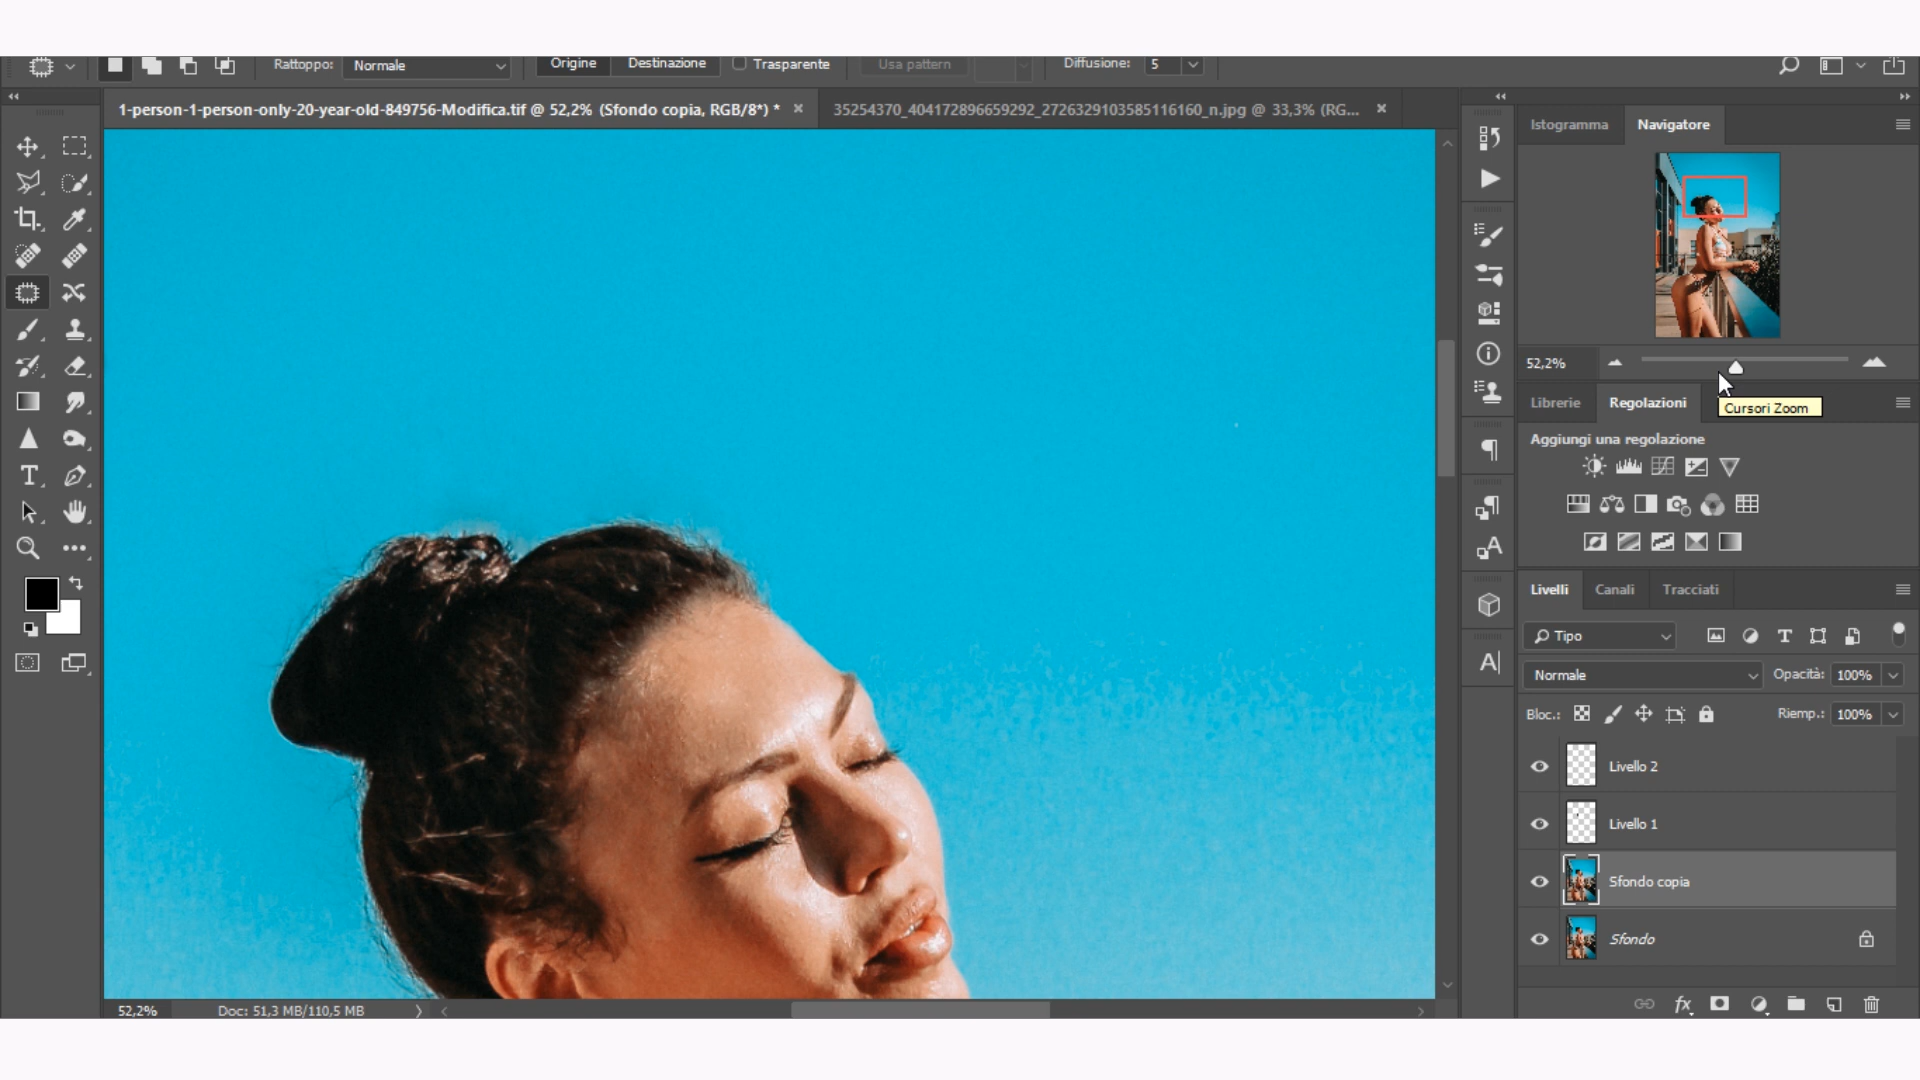 Rattoppo: Normale Origine Destinazione Trasparente Usa pattern Diffusione: 5
1-person-1-person-only-20-year-old-849756-Modifica.tif @ 52,2% (Sfondo copia, RGB/8*) * 35254370_404172896659292_2726329103585116160_n.jpg @ 33,3% (RG...
Istogramma Navigatore
52,2%
Librerie Regolazioni
Cursori Zoom
Aggiungi una regolazione
Livelli Canali Tracciati
Tipo
Normale Opacità: 100%
Bloc.: Riemp.: 100%
Livello 2
Livello 1
Sfondo copia
Sfondo
52,2% Doc: 51,3 MB/110,5 MB